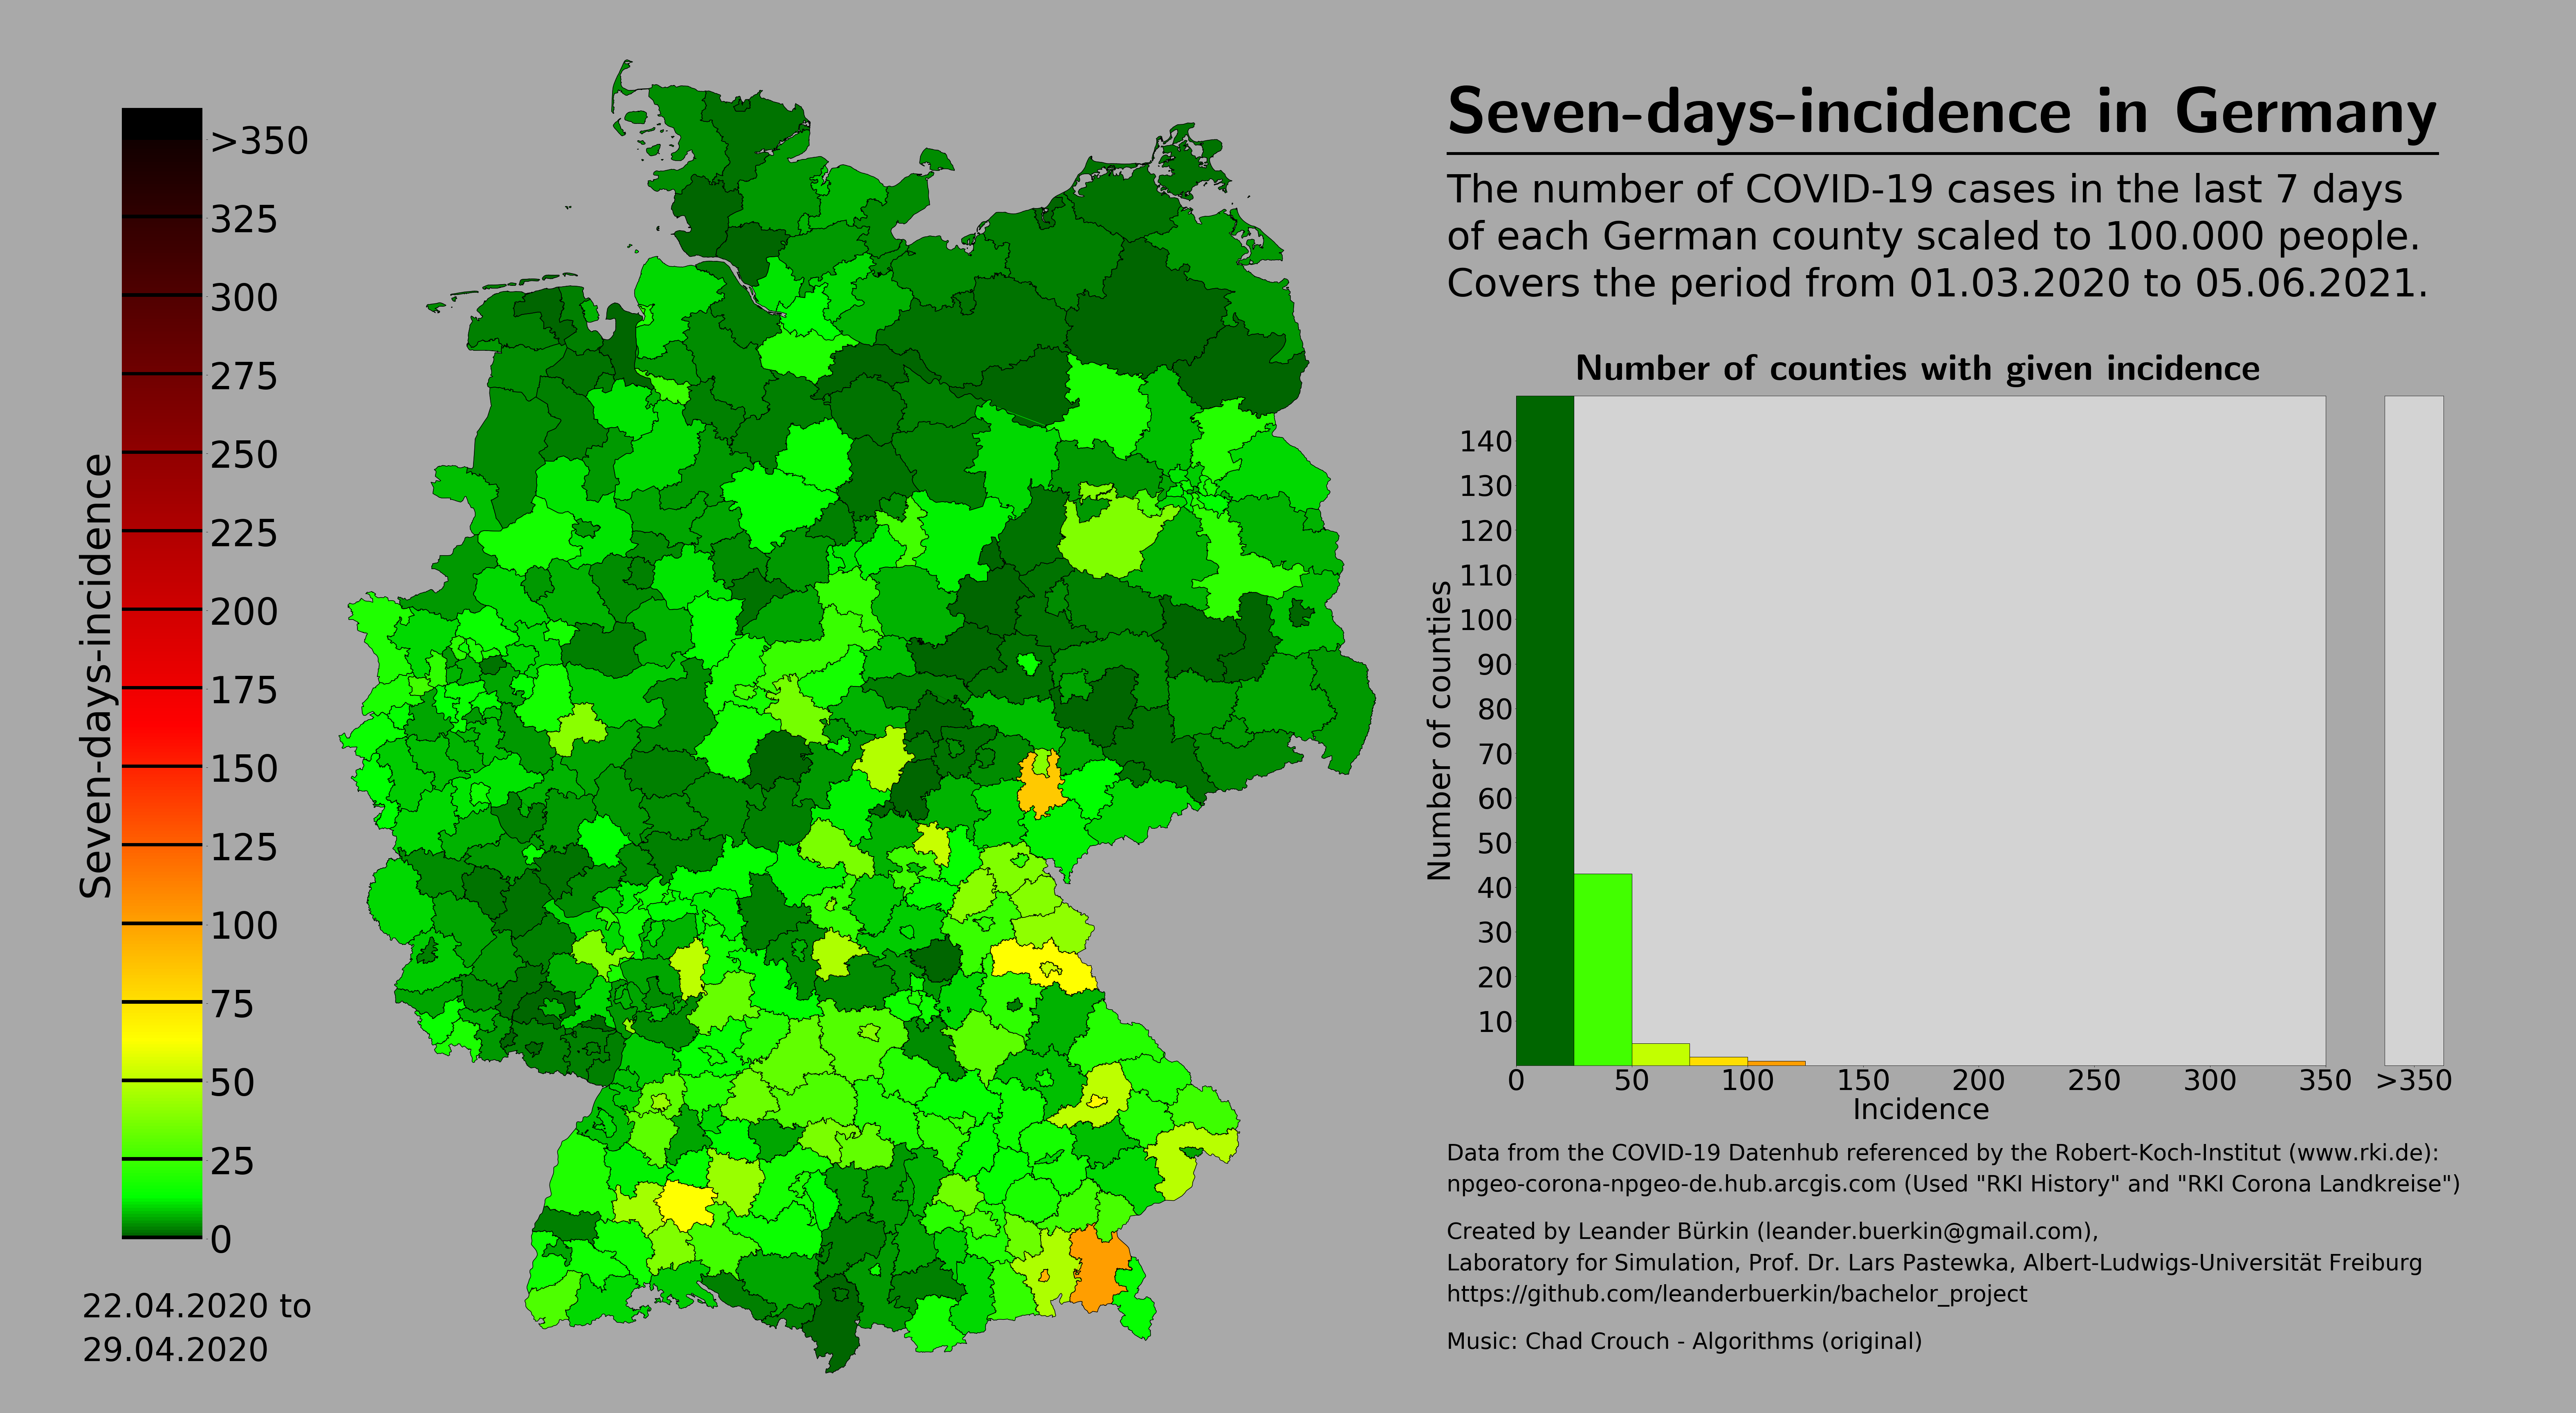 Seven-days-incidence in Germany
The number of COVID-19 cases in the last 7 days
of each German county scaled to 100.000 people.
Covers the period from 01.03.2020 to 05.06.2021.
Seven-days-incidence
>350
325
300
275
250
225
200
175
150
125
100
75
50
25
0
22.04.2020 to
29.04.2020
Number of counties with given incidence
Number of counties
140
130
120
110
100
90
80
70
60
50
40
30
20
10
0 50 100 150 200 250 300 350 >350
Incidence
Data from the COVID-19 Datenhub referenced by the Robert-Koch-Institut (www.rki.de):
npgeo-corona-npgeo-de.hub.arcgis.com (Used "RKI History" and "RKI Corona Landkreise")
Created by Leander Bürkin (leander.buerkin@gmail.com),
Laboratory for Simulation, Prof. Dr. Lars Pastewka, Albert-Ludwigs-Universität Freiburg
https://github.com/leanderbuerkin/bachelor_project
Music: Chad Crouch - Algorithms (original)